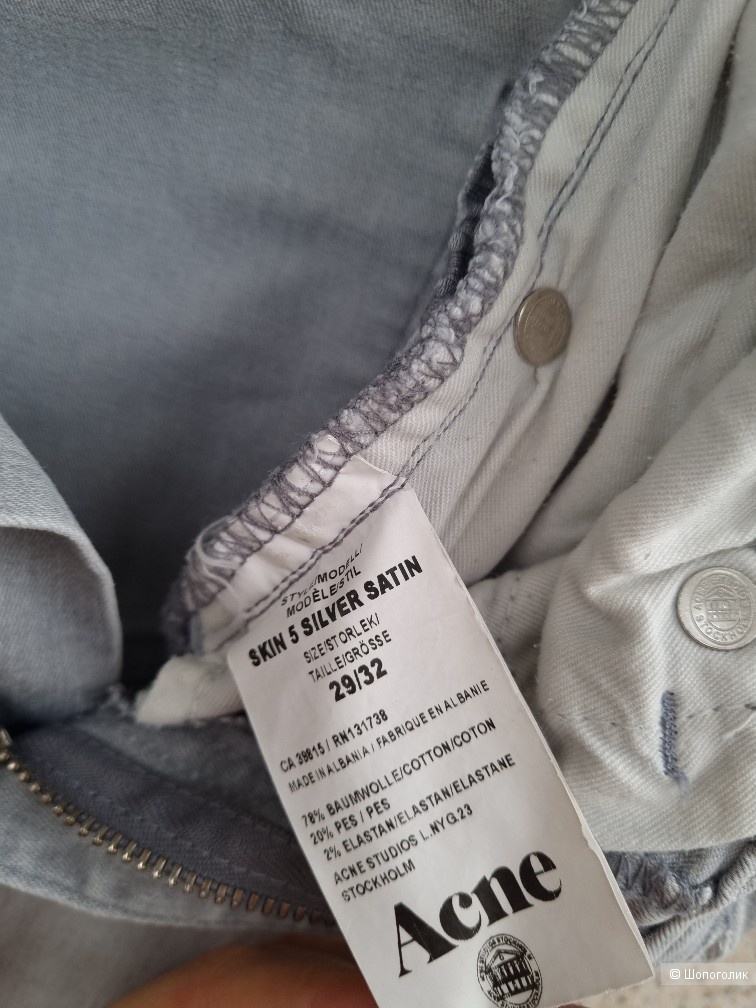 STYLE/MODELL/
MODÈLE/STIL
SKIN 5 SILVER SATIN
SIZE/STORLEK/
TAILLE/GRÖSSE
29/32
CA 39815 / RN131738
MADE IN ALBANIA / FABRIQUE EN ALBANIE
78% BAUMWOLLE/COTTON/COTON
20% PES / PES
2% ELASTAN/ELASTAN/ELASTANE
ACNE STUDIOS L.NYG.23
STOCKHOLM
Acne
© Шопоголик